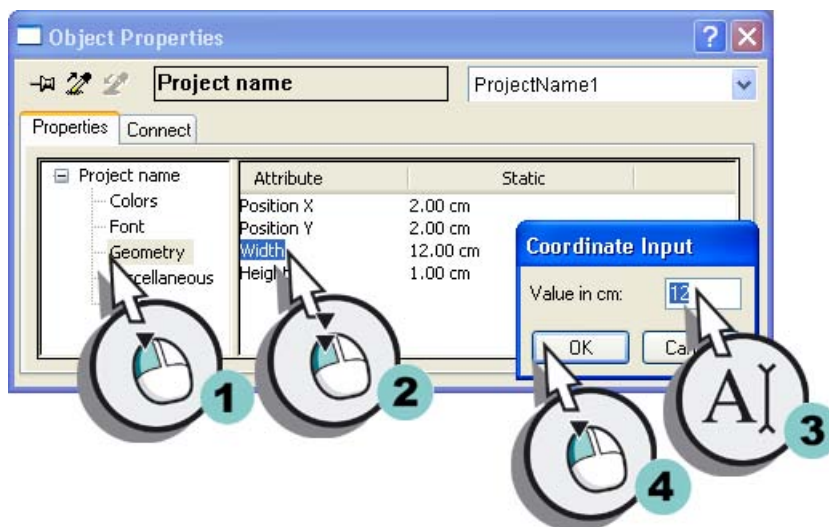 Object Properties
Project name
ProjectName1
Properties
Connect
Project name
Colors
Font
Geometry
Attribute
Static
Position X
2.00 cm
Position Y
2.00 cm
Width
12.00 cm
1.00 cm
Coordinate Input
Value in cm:
12
OK
1
2
A
3
4